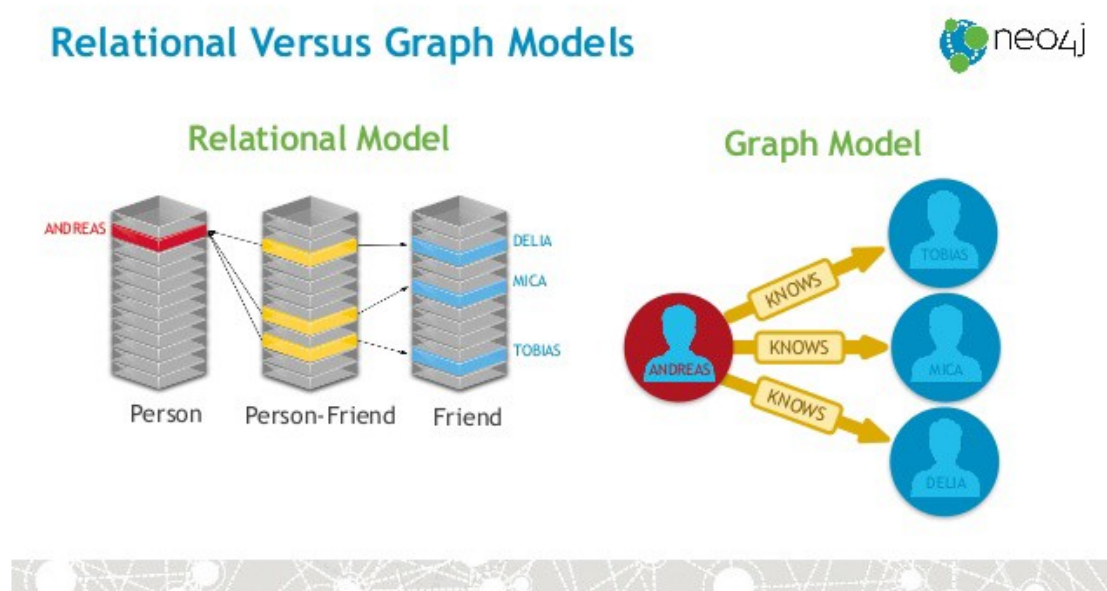 Relational Versus Graph Models
neo4j
Relational Model
Graph Model
ANDREAS
DELIA
MICA
TOBIAS
Person
Person-Friend
Friend
ANDREAS
KNOWS
KNOWS
KNOWS
TOBIAS
MICA
DELIA